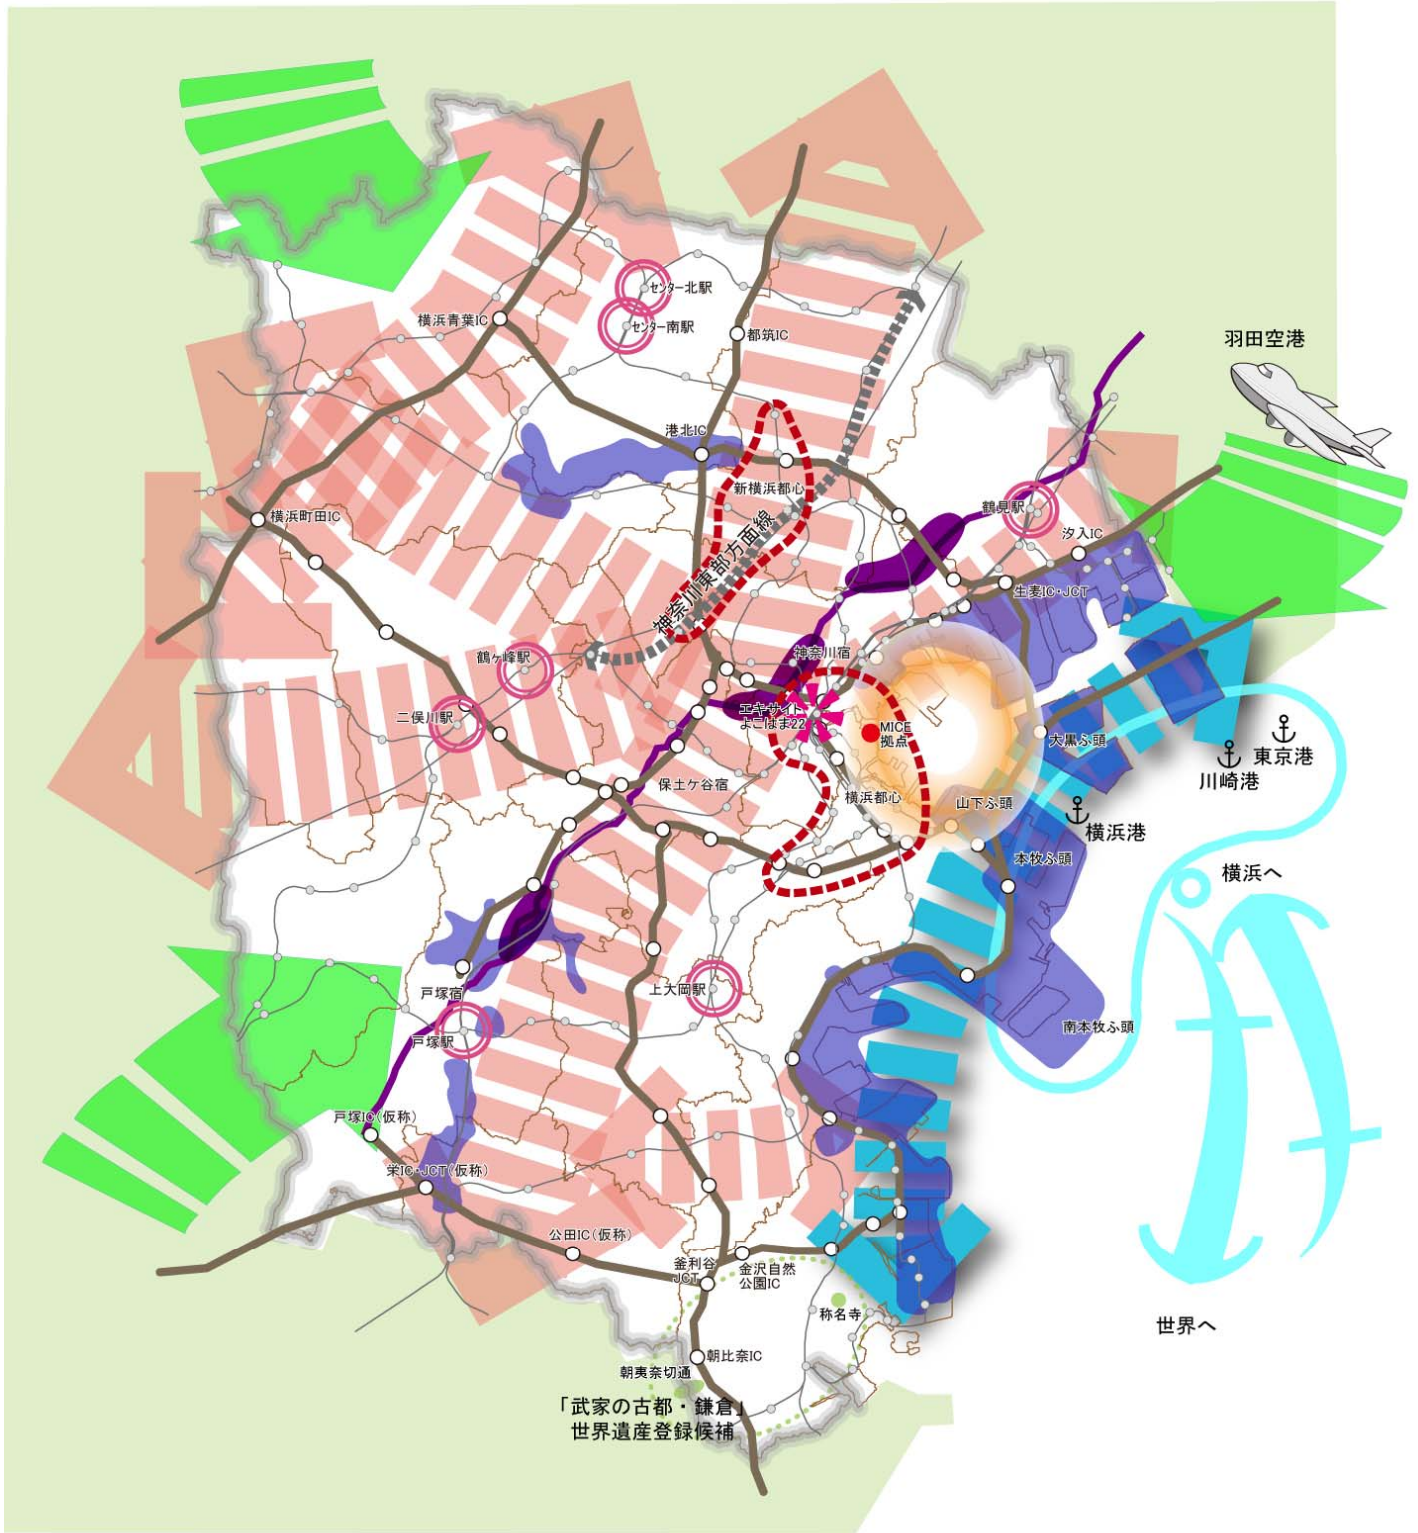 センター北駅
センター南駅
横浜青葉IC
都筑IC
羽田空港
港北IC
新横浜都心
横浜町田IC
鶴見駅
汐入IC
神奈川東部方面線
生麦IC・JCT
鶴ヶ峰駅
神奈川宿
二俣川駅
エキサイト
よこはま22
MICE
拠点
大黒ふ頭
東京港
川崎港
保土ケ谷宿
横浜都心
山下ふ頭
横浜港
本牧ふ頭
横浜へ
戸塚宿
上大岡駅
戸塚駅
南本牧ふ頭
戸塚IC(仮称)
栄IC・JCT(仮称)
公田IC(仮称)
釜利谷
JCT
金沢自然
公園IC
称名寺
世界へ
朝比奈IC
朝夷奈切通
「武家の古都・鎌倉」
世界遺産登録候補